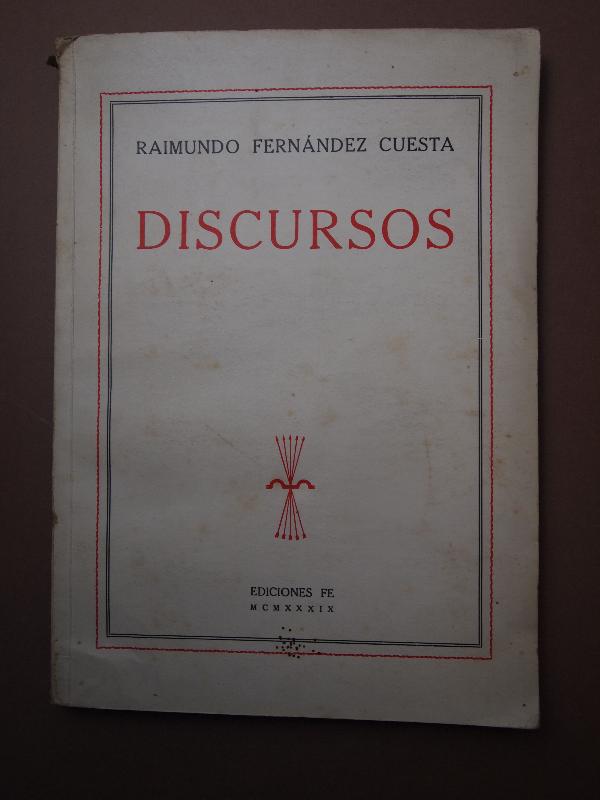 RAIMUNDO FERNÁNDEZ CUESTA
DISCURSOS
EDICIONES FE
MCMXXXIX